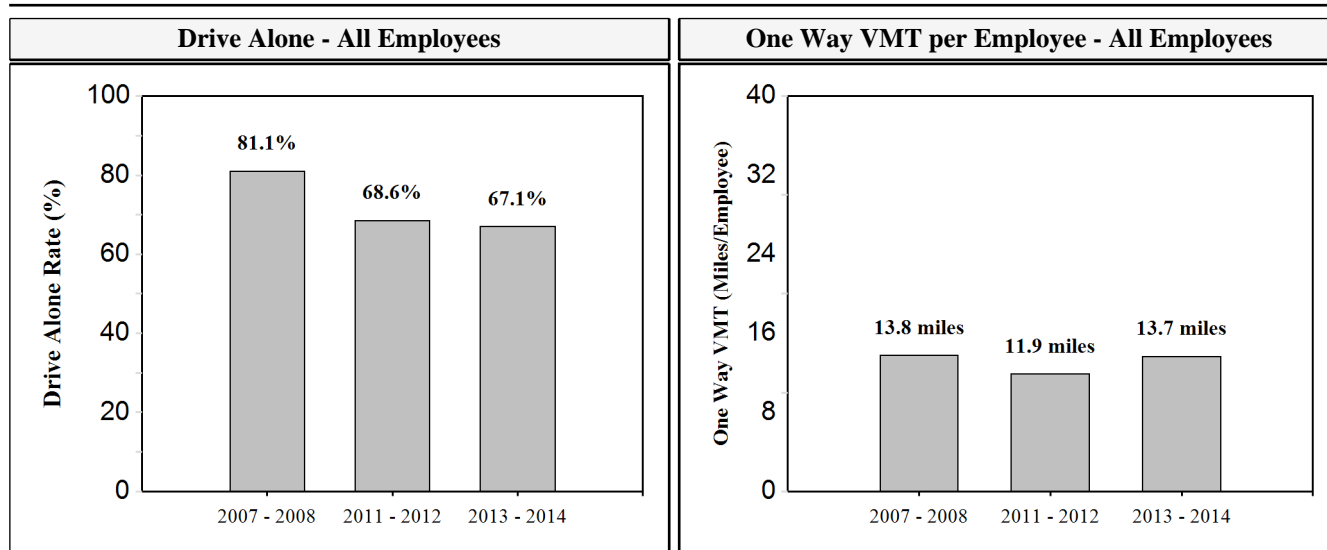 Drive Alone - All Employees
100
80
60
40
20
0
Drive Alone Rate (%)
81.1%
68.6%
67.1%
2007 - 2008 2011 - 2012 2013 - 2014
One Way VMT per Employee - All Employees
40
32
24
16
8
0
One Way VMT (Miles/Employee)
13.8 miles
11.9 miles
13.7 miles
2007 - 2008 2011 - 2012 2013 - 2014